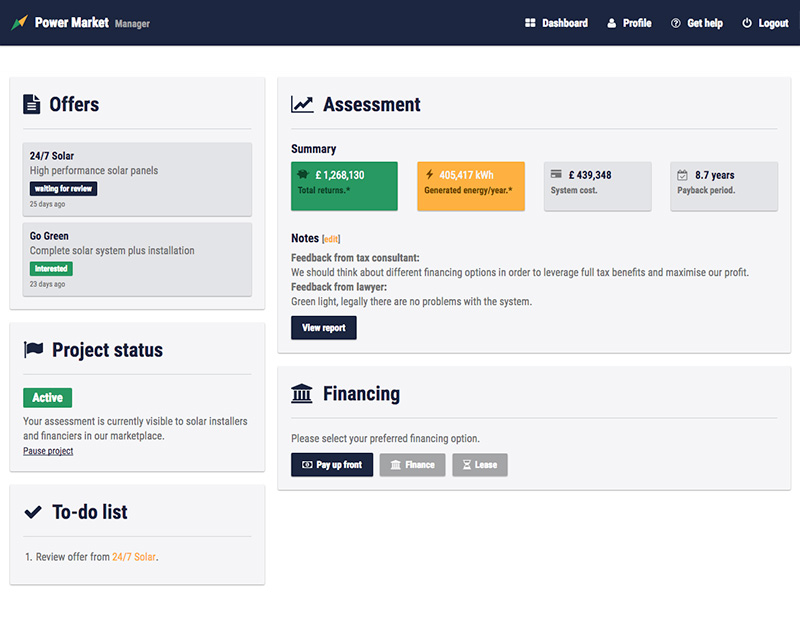 Power Market Manager
Dashboard
Profile
Get help
Logout
Offers
24/7 Solar
High performance solar panels
waiting for review
25 days ago
Go Green
Complete solar system plus installation
Interested
23 days ago
Project status
Active
Your assessment is currently visible to solar installers
and financiers in our marketplace.
Pause project
To-do list
1. Review offer from 24/7 Solar.
Assessment
Summary
£ 1,268,130
Total returns.*
405,417 kWh
Generated energy/year.*
£ 439,348
System cost.
8.7 years
Payback period.
Notes [edit]
Feedback from tax consultant:
We should think about different financing options in order to leverage full tax benefits and maximise our profit.
Feedback from lawyer:
Green light, legally there are no problems with the system.
View report
Financing
Please select your preferred financing option.
Pay up front
Finance
Lease